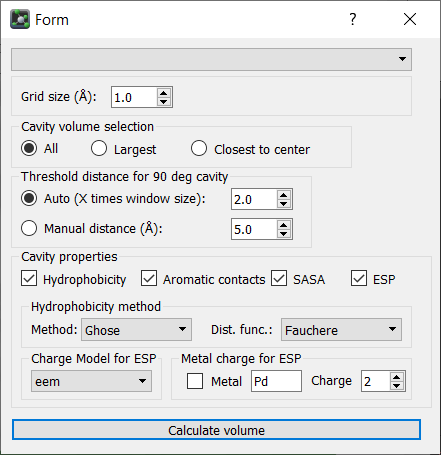 Form ?
Grid size (Å): 1.0
Cavity volume selection
All Largest Closest to center
Threshold distance for 90 deg cavity
Auto (X times window size): 2.0
Manual distance (Å): 5.0
Cavity properties
Hydrophobicity Aromatic contacts SASA ESP
Hydrophobicity method
Method: Ghose Dist. func.: Fauchere
Charge Model for ESP Metal charge for ESP
eem Metal Pd Charge 2
Calculate volume